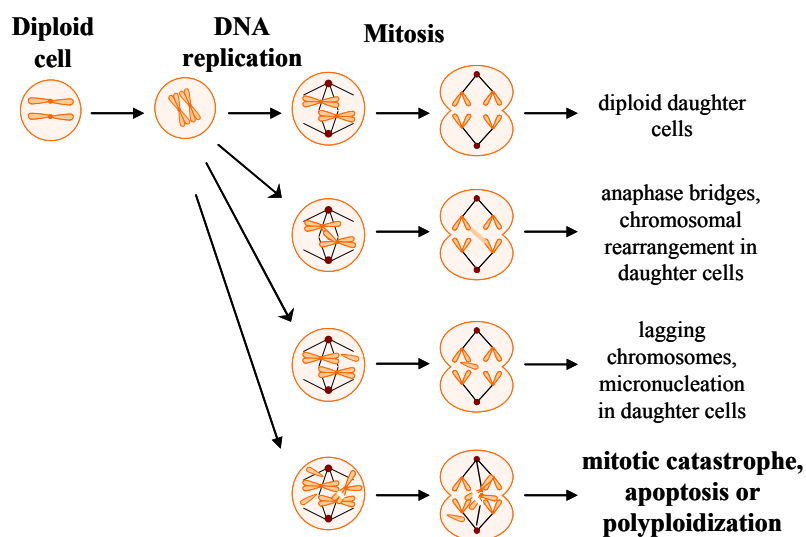 Diploid
cell
DNA
replication
Mitosis
diploid daughter
cells
anaphase bridges,
chromosomal
rearrangement in
daughter cells
lagging
chromosomes,
micronucleation
in daughter cells
mitotic catastrophe,
apoptosis or
polyploidization